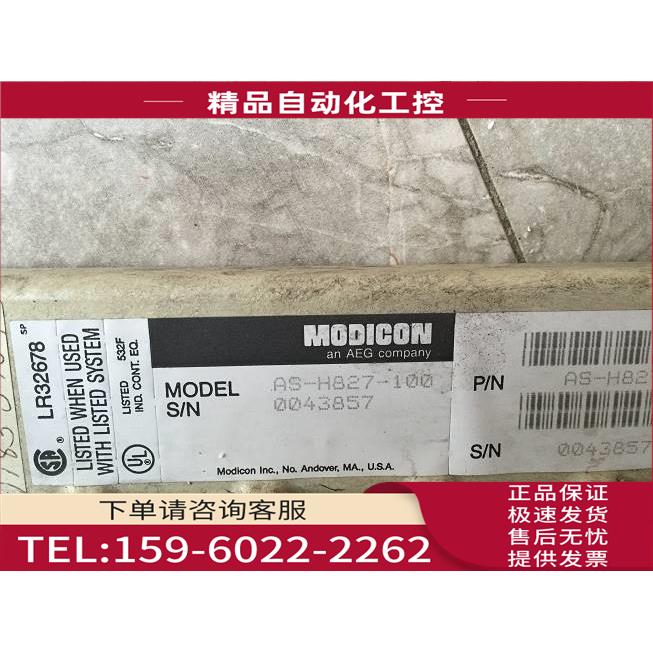 精品自动化工控
SP
LR32678
LISTED WHEN USED
WITH LISTED SYSTEM
LISTED 532F
IND. CONT. EQ.
MODICON
an AEG company
MODEL AS-H827-100
S/N 0043857
Modicon Inc., No. Andover, MA., U.S.A.
P/N AS-H82
S/N 0043857
下单请咨询客服
TEL:159-6022-2262
正品保证
极速发货
售后无忧
提供发票